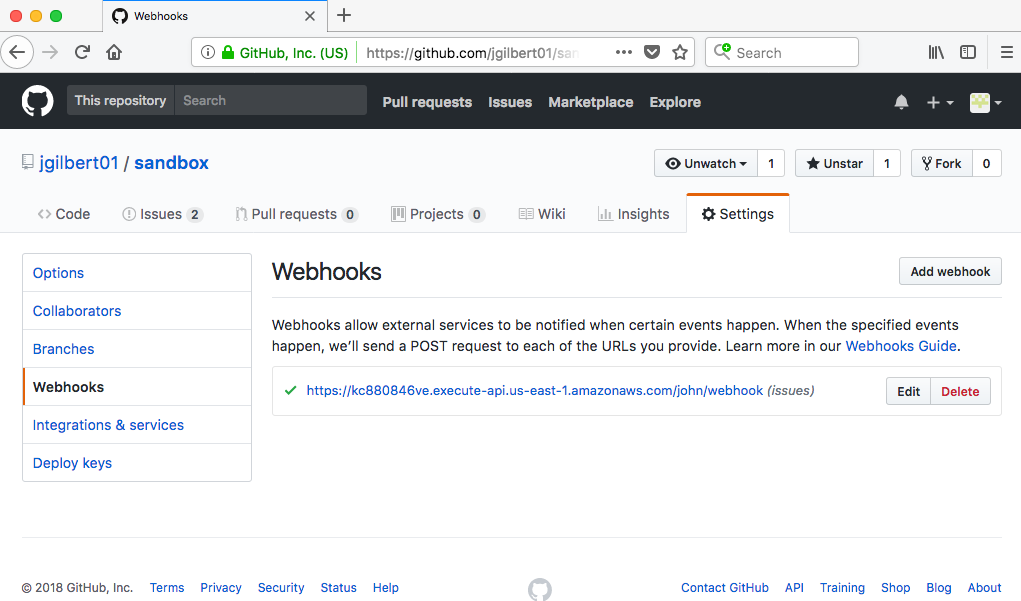 Webhooks
GitHub, Inc. (US) https://github.com/jgilbert01/san Search
This repository Search Pull requests Issues Marketplace Explore
jgilbert01 / sandbox Unwatch 1 Unstar 1 Fork 0
Code Issues 2 Pull requests 0 Projects 0 Wiki Insights Settings
Options
Collaborators
Branches
Webhooks
Integrations & services
Deploy keys
Webhooks Add webhook
Webhooks allow external services to be notified when certain events happen. When the specified events
happen, we'll send a POST request to each of the URLs you provide. Learn more in our Webhooks Guide.
https://kc880846ve.execute-api.us-east-1.amazonaws.com/john/webhook (issues) Edit Delete
© 2018 GitHub, Inc. Terms Privacy Security Status Help Contact GitHub API Training Shop Blog About